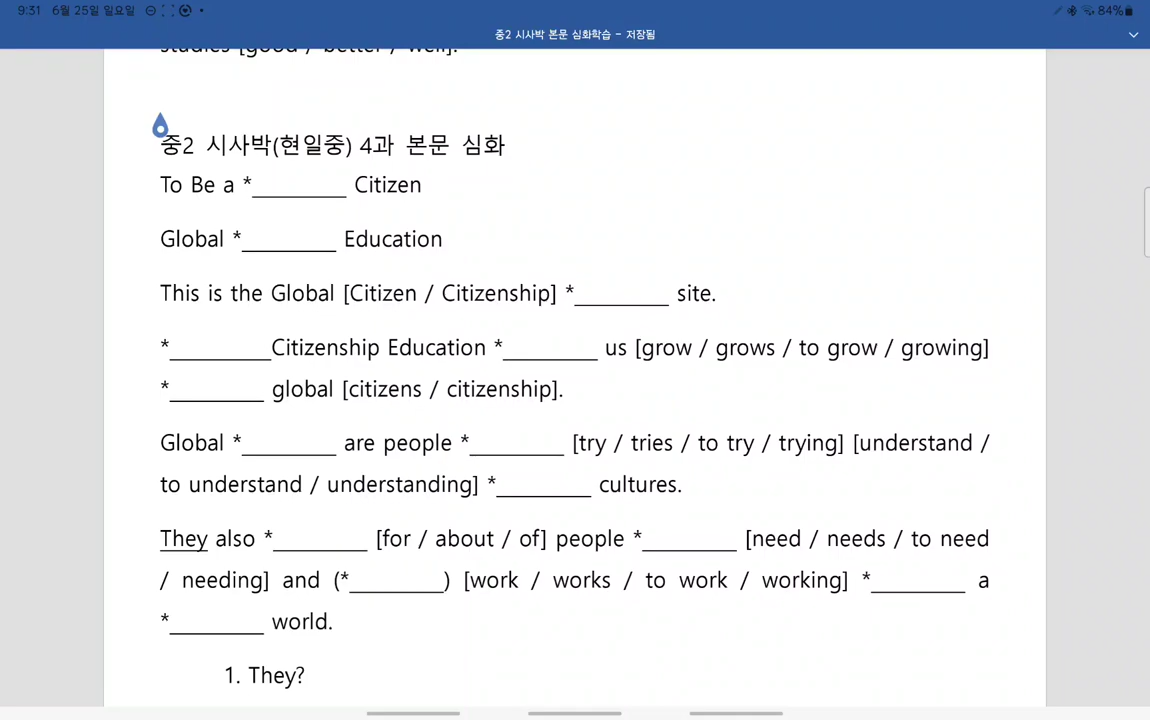 9:31 6월 25일 일요일
84%
중2 시사박 본문 심화학습 - 저장됨
studies [good / better / well].
중2 시사박(현일중) 4과 본문 심화
To Be a *________ Citizen
Global *________ Education
This is the Global [Citizen / Citizenship] *________ site.
*________Citizenship Education *________ us [grow / grows / to grow / growing]
*________ global [citizens / citizenship].
Global *________ are people *________ [try / tries / to try / trying] [understand /
to understand / understanding] *________ cultures.
They also *________ [for / about / of] people *________ [need / needs / to need
/ needing] and (*________) [work / works / to work / working] *________ a
*________ world.
1. They?